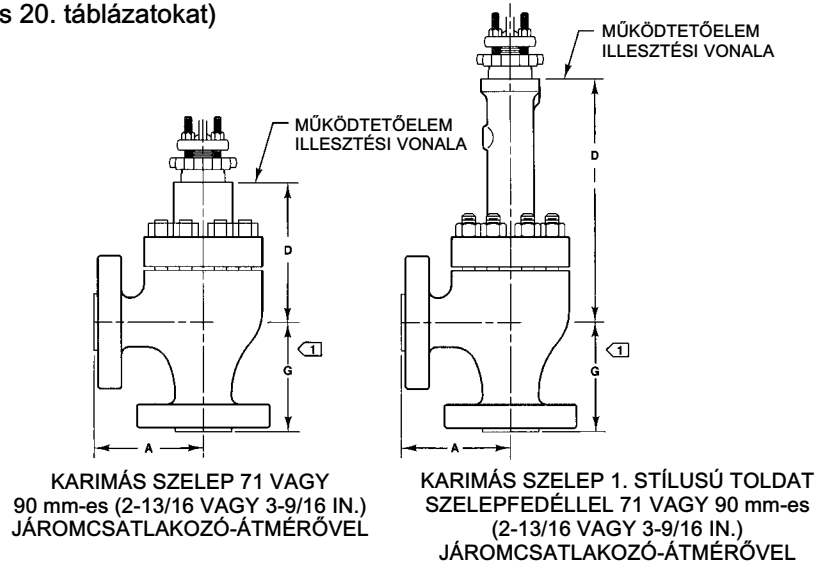 s 20. táblázatokat)
MŰKÖDTETŐELEM
ILLESZTÉSI VONALA
D
G
1
A
KARIMÁS SZELEP 71 VAGY
90 mm-es (2-13/16 VAGY 3-9/16 IN.)
JÁROMCSATLAKOZÓ-ÁTMÉRŐVEL
MŰKÖDTETŐELEM
ILLESZTÉSI VONALA
D
G
1
A
KARIMÁS SZELEP 1. STÍLUSÚ TOLDAT
SZELEPFEDÉLLEL 71 VAGY 90 mm-es
(2-13/16 VAGY 3-9/16 IN.)
JÁROMCSATLAKOZÓ-ÁTMÉRŐVEL